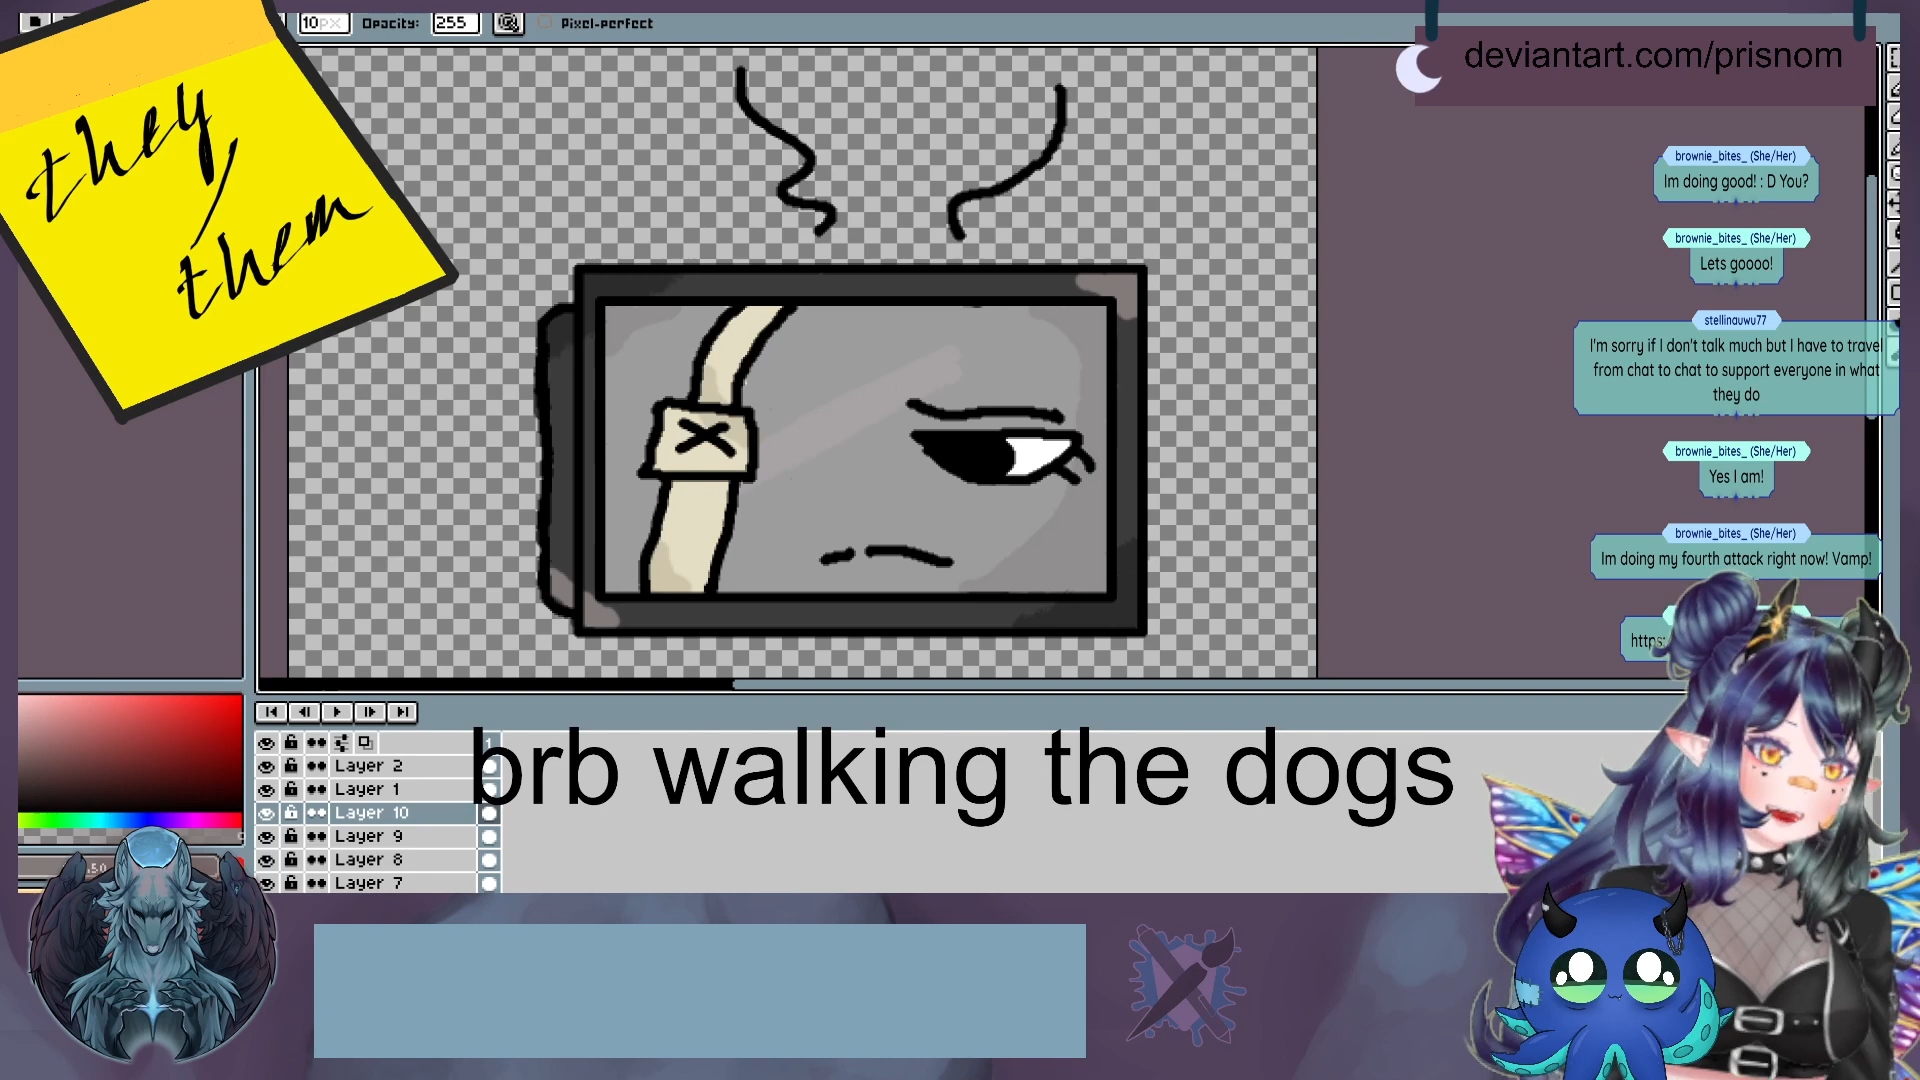 10px Opacity: 255 Pixel-perfect
deviantart.com/prisnom
they
/
them
brownie_bites_ (She/Her)
Im doing good! : D You?
brownie_bites_ (She/Her)
Lets goooo!
stellinauwu77
I'm sorry if I don't talk much but I have to travel
from chat to chat to support everyone in what
they do
brownie_bites_ (She/Her)
Yes I am!
brownie_bites_ (She/Her)
Im doing my fourth attack right now! Vamp!
https:
brb walking the dogs
1
Layer 2
Layer 1
Layer 10
Layer 9
Layer 8
Layer 7